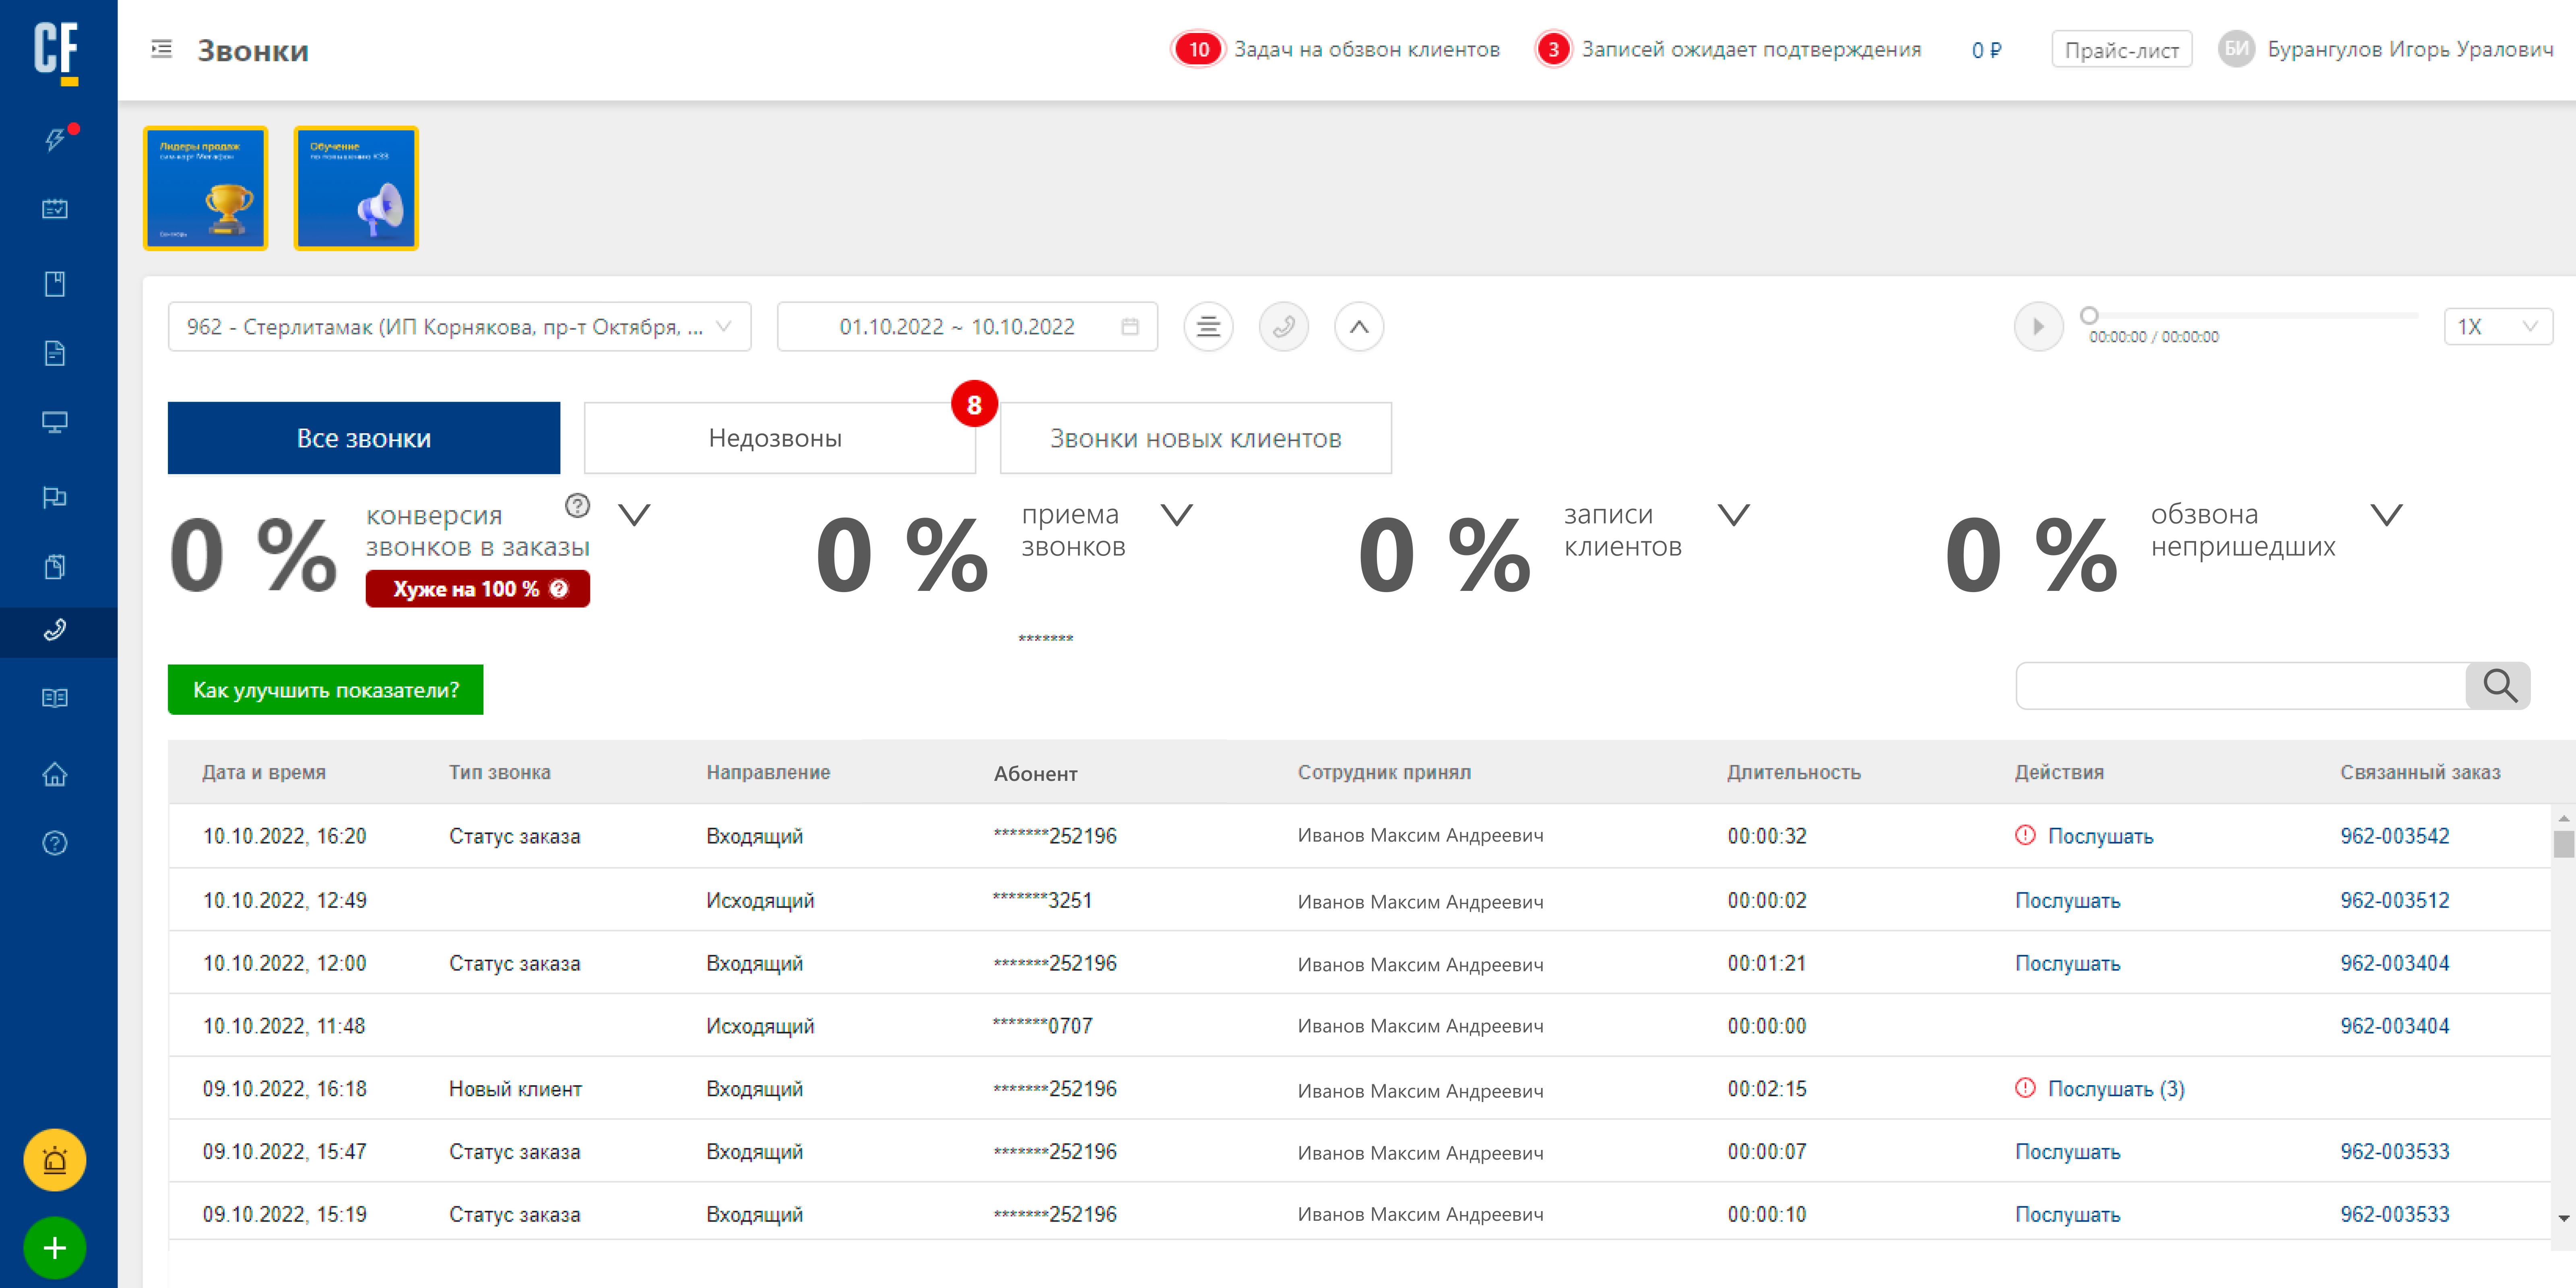 CF
Звонки
10 Задач на обзвон клиентов
3 Записей ожидает подтверждения
0 ₽
Прайс-лист
БИ Бурангулов Игорь Уралович
Лидеры продаж
сим-карт Мегафон
Сентябрь
Обучение
по повышению КЗЗ
962 - Стерлитамак (ИП Корнякова, пр-т Октября, ...
01.10.2022 ~ 10.10.2022
00:00:00 / 00:00:00
1X
Все звонки
Недозвоны
8
Звонки новых клиентов
0 %
конверсия
звонков в заказы
?
Хуже на 100 % ?
0 %
приема
звонков
*******
0 %
записи
клиентов
0 %
обзвона
непришедших
Как улучшить показатели?
Дата и время Тип звонка Направление Абонент Сотрудник принял Длительность Действия Связанный заказ
10.10.2022, 16:20 Статус заказа Входящий *******252196 Иванов Максим Андреевич 00:00:32 Послушать 962-003542
10.10.2022, 12:49 Исходящий *******3251 Иванов Максим Андреевич 00:00:02 Послушать 962-003512
10.10.2022, 12:00 Статус заказа Входящий *******252196 Иванов Максим Андреевич 00:01:21 Послушать 962-003404
10.10.2022, 11:48 Исходящий *******0707 Иванов Максим Андреевич 00:00:00 962-003404
09.10.2022, 16:18 Новый клиент Входящий *******252196 Иванов Максим Андреевич 00:02:15 Послушать (3)
09.10.2022, 15:47 Статус заказа Входящий *******252196 Иванов Максим Андреевич 00:00:07 Послушать 962-003533
09.10.2022, 15:19 Статус заказа Входящий *******252196 Иванов Максим Андреевич 00:00:10 Послушать 962-003533